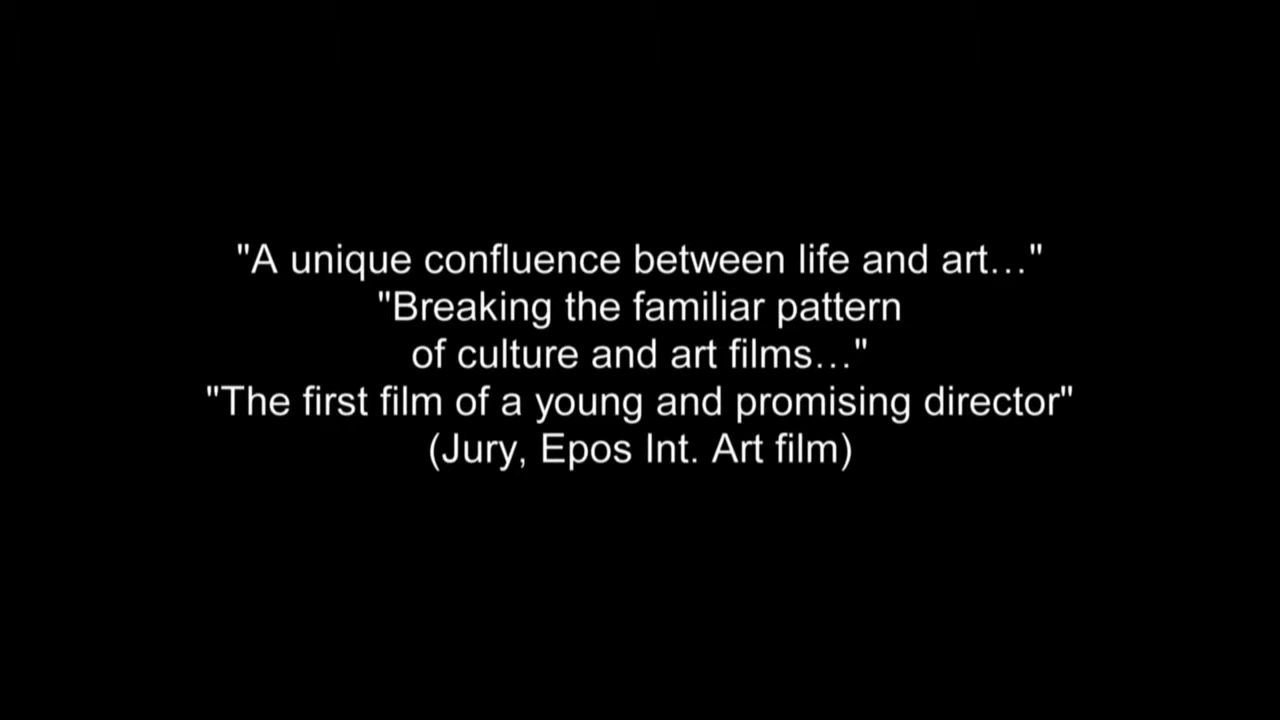 "A unique confluence between life and art…"
"Breaking the familiar pattern
of culture and art films…"
"The first film of a young and promising director"
(Jury, Epos Int. Art film)